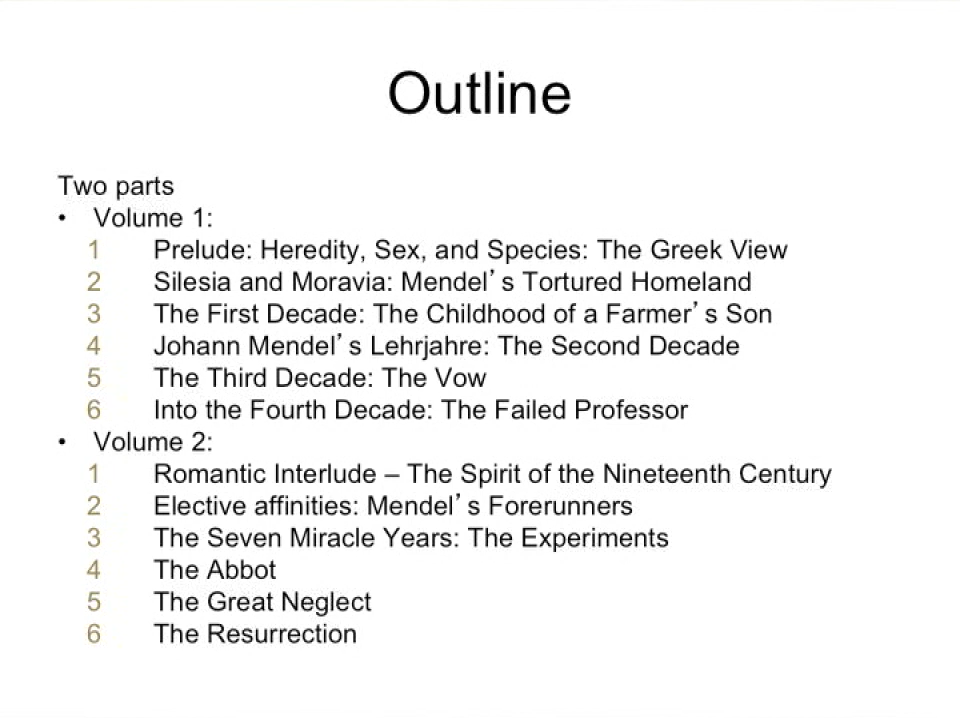 Outline
Two parts
• Volume 1:
1 Prelude: Heredity, Sex, and Species: The Greek View
2 Silesia and Moravia: Mendel’s Tortured Homeland
3 The First Decade: The Childhood of a Farmer’s Son
4 Johann Mendel’s Lehrjahre: The Second Decade
5 The Third Decade: The Vow
6 Into the Fourth Decade: The Failed Professor
• Volume 2:
1 Romantic Interlude – The Spirit of the Nineteenth Century
2 Elective affinities: Mendel’s Forerunners
3 The Seven Miracle Years: The Experiments
4 The Abbot
5 The Great Neglect
6 The Resurrection